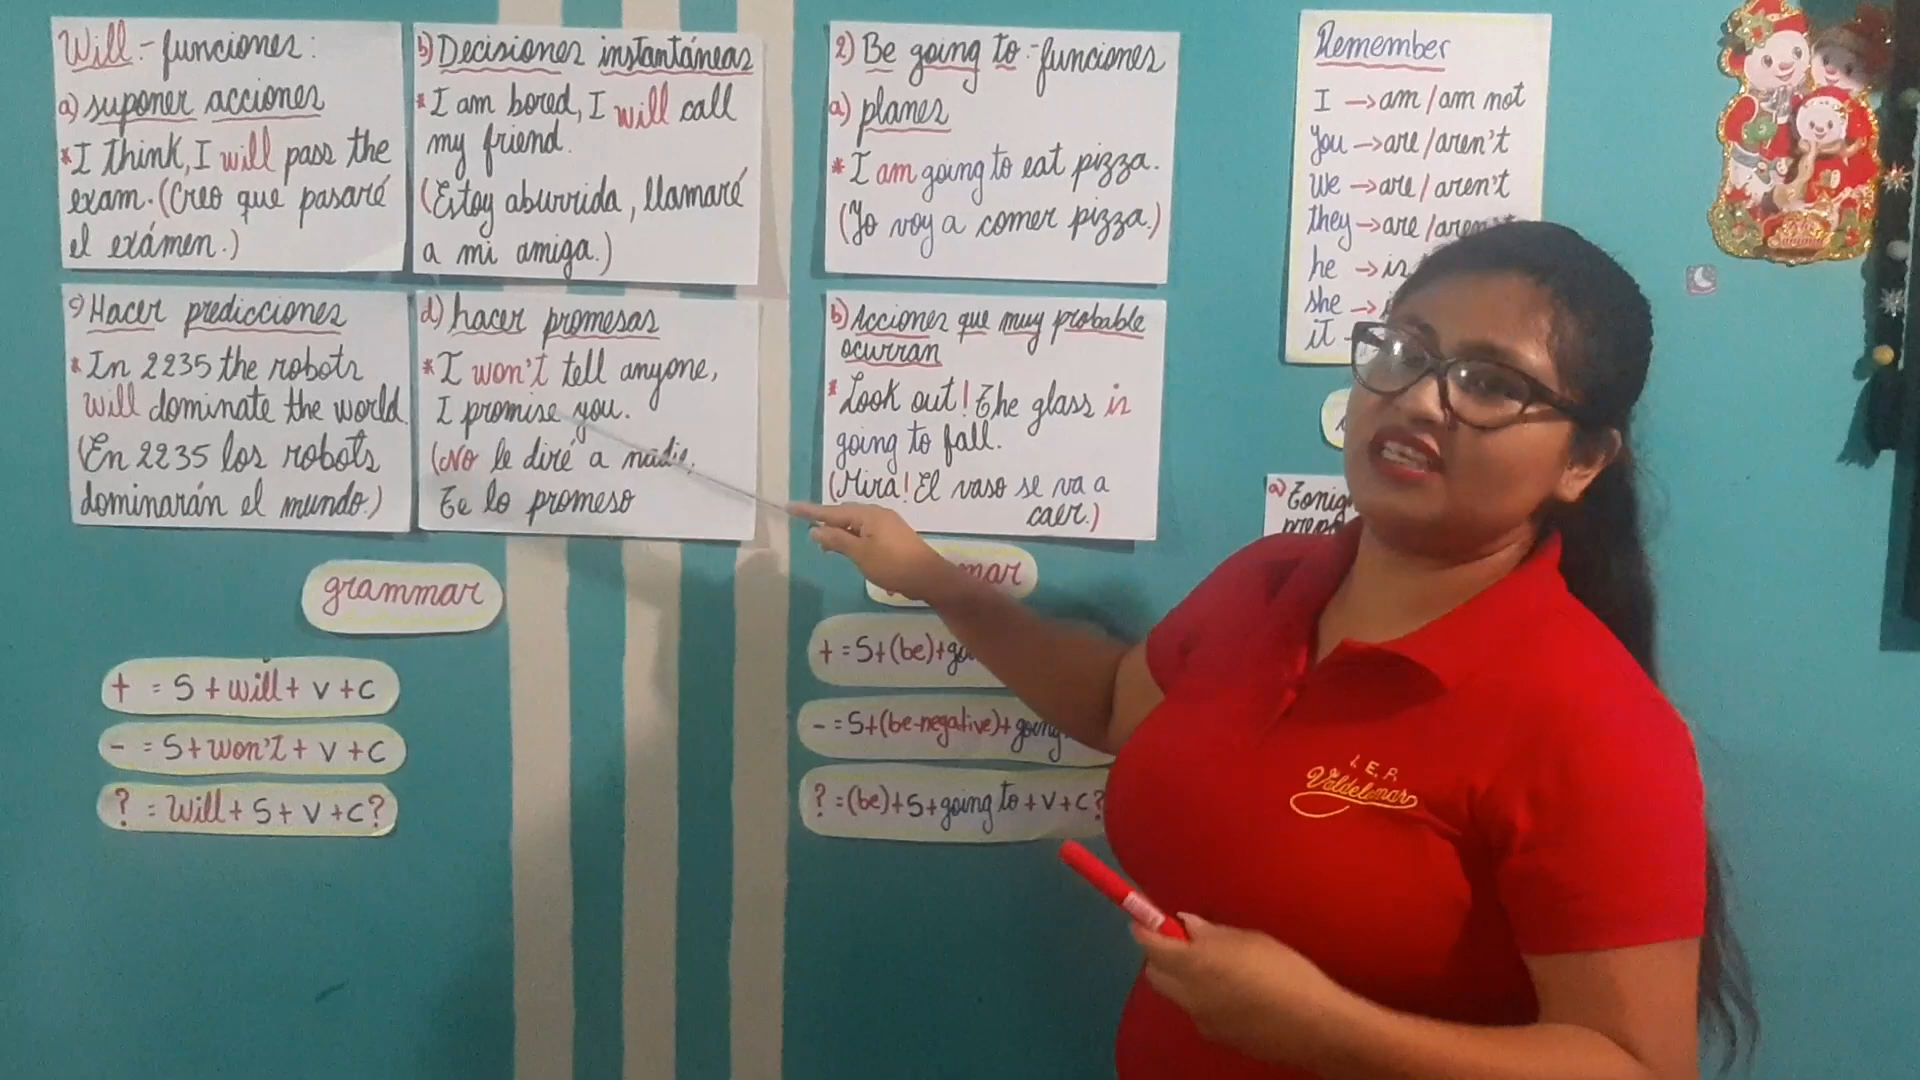 Will - funciones:
a) suponer acciones
*I think, I will pass the
exam. (Creo que pasaré
el exámen.)
b) Decisiones instantáneas
*I am bored, I will call
my friend.
(Estoy aburrida, llamaré
a mi amiga.)
c) Hacer predicciones
*In 2235 the robots
will dominate the world.
(En 2235 los robots
dominarán el mundo.)
d) hacer promesas
*I won't tell anyone,
I promise you.
(No le diré a nadie.
Te lo promeso
grammar
+ = S + will + v + c
- = S + won't + v + c
? = Will + S + v + c?
2) Be going to - funciones
a) planes
*I am going to eat pizza.
(Yo voy a comer pizza.)
b) Acciones que muy probable
ocurran
*Look out! The glass is
going to fall.
(Mira! El vaso se va a
caer.)
+ = S + (be) +
- = S + (be-negative) + going
? = (be) + S + going to + v + c?
Remember
I → am / am not
you → are / aren't
we → are / aren't
they → are /
he → is
she →
it
a)
I. E. P.
Valdelomar